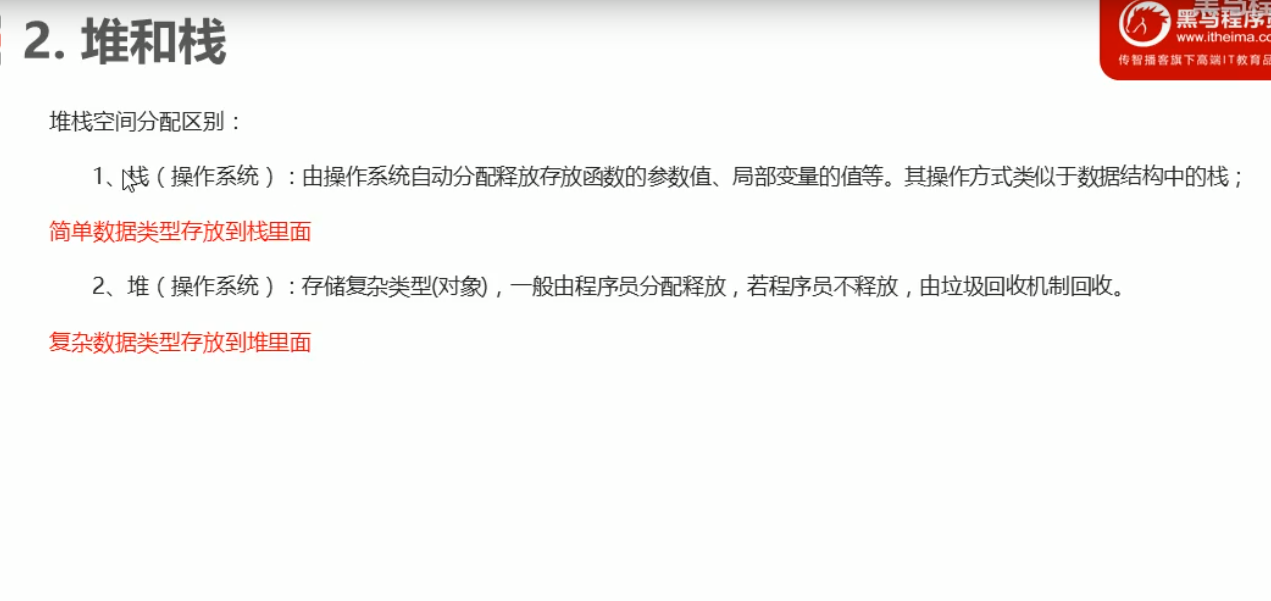 2. 堆和栈
黑马程序员
www.itheima.co
传智播客旗下高端IT教育品
堆栈空间分配区别：
1、栈（操作系统）：由操作系统自动分配释放存放函数的参数值、局部变量的值等。其操作方式类似于数据结构中的栈；
简单数据类型存放到栈里面
2、堆（操作系统）：存储复杂类型(对象)，一般由程序员分配释放，若程序员不释放，由垃圾回收机制回收。
复杂数据类型存放到堆里面